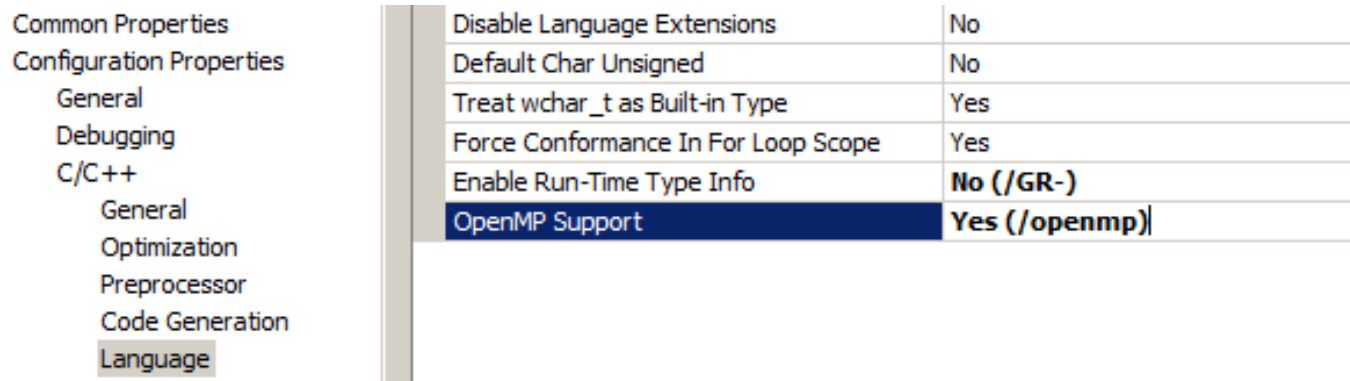 Common Properties
Configuration Properties
General
Debugging
C/C++
General
Optimization
Preprocessor
Code Generation
Language
Disable Language Extensions No
Default Char Unsigned No
Treat wchar_t as Built-in Type Yes
Force Conformance In For Loop Scope Yes
Enable Run-Time Type Info No (/GR-)
OpenMP Support Yes (/openmp)